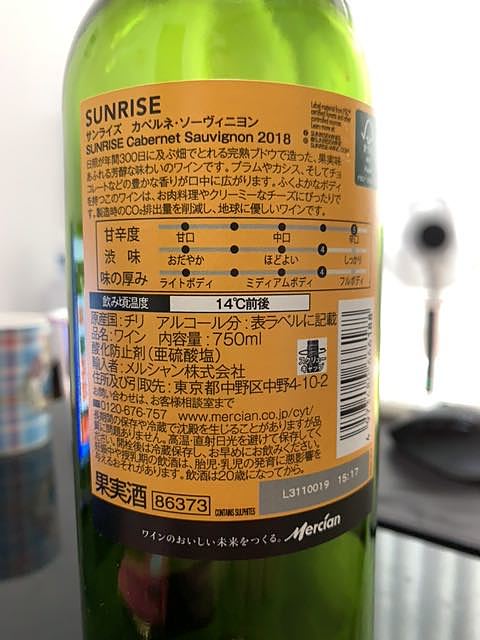 SUNRISE
サンライズ カベルネ・ソーヴィニヨン
SUNRISE Cabernet Sauvignon 2018
日照が年間300日に及ぶ畑でとれる完熟ブドウで造った、果実味
あふれる芳醇な味わいのワインです。プラムやカシス、そしてチョ
コレートなどの豊かな香りが口中に広がります。ふくよかなボディ
を持つこのワインは、お肉料理やクリーミーなチーズにぴったりで
す。製造時のCO₂排出量を削減し、地球に優しいワインです。
Label material from
甘辛度 甘口 中口 5 辛口
渋味 おだやか ほどよい 4 しっかり
味の厚み ライトボディ ミディアムボディ 4 フルボディ
飲み頃温度 14℃前後
原産国:チリ アルコール分:表ラベルに記載
品名:ワイン 内容量:750ml
酸化防止剤(亜硫酸塩)
輸入者:メルシャン株式会社
住所及び引取先:東京都中野区中野4-10-2
お問い合わせは、お客様相談室まで
0120-676-757 www.mercian.co.jp/cyt/
長期間の保存や冷蔵で沈殿を生じることがありますが
品質に問題ありません。高温・直射日光を避けて保存して
ください。開栓後は冷蔵保存し、お早めにお飲みください。
妊娠中や授乳期の飲酒は、胎児・乳児の発育に悪影響を
与えるおそれがあります。飲酒は20歳になってから。
果実酒 86373 CONTAINS SULPHITES
L3110019 15:17
ワインのおいしい未来をつくる。 Mercian